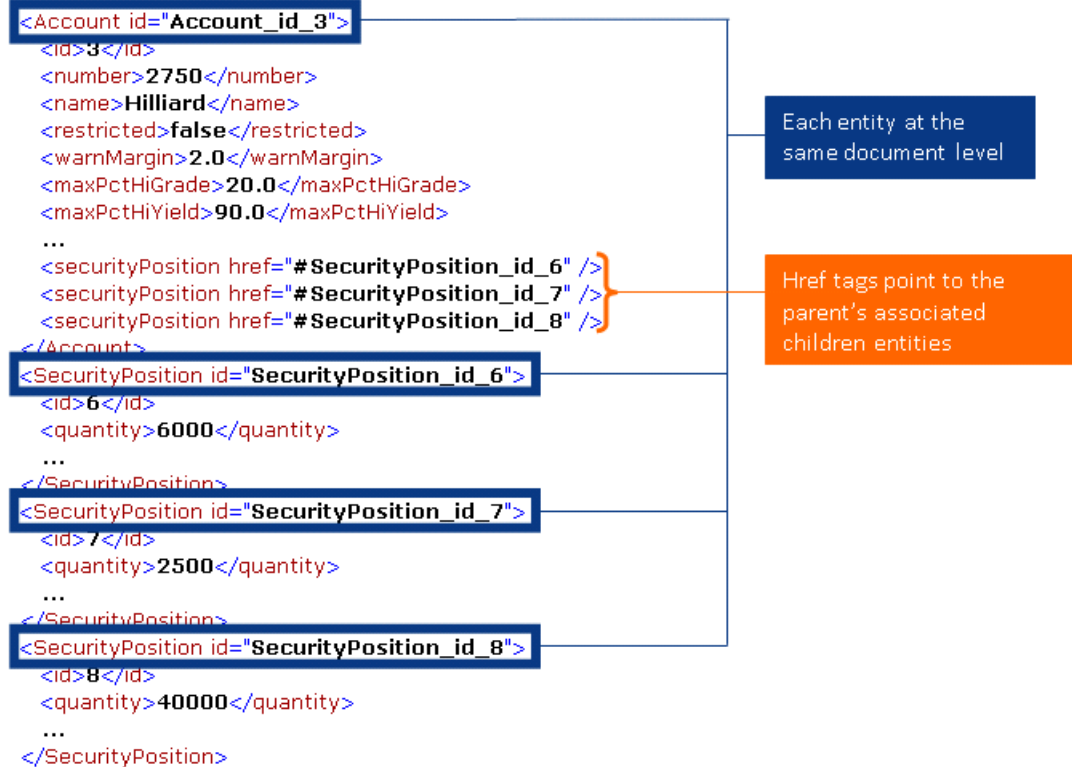 <Account id="Account_id_3">
<id>3</id>
<number>2750</number>
<name>Hilliard</name>
<restricted>false</restricted>
<warnMargin>2.0</warnMargin>
<maxPctHiGrade>20.0</maxPctHiGrade>
<maxPctHiYield>90.0</maxPctHiYield>
...
<securityPosition href="#SecurityPosition_id_6" />
<securityPosition href="#SecurityPosition_id_7" />
<securityPosition href="#SecurityPosition_id_8" />
</Account>
<SecurityPosition id="SecurityPosition_id_6">
<id>6</id>
<quantity>6000</quantity>
...
</SecurityPosition>
<SecurityPosition id="SecurityPosition_id_7">
<id>7</id>
<quantity>2500</quantity>
...
</SecurityPosition>
<SecurityPosition id="SecurityPosition_id_8">
<id>8</id>
<quantity>40000</quantity>
...
</SecurityPosition>
Each entity at the
same document level
Href tags point to the
parent's associated
children entities